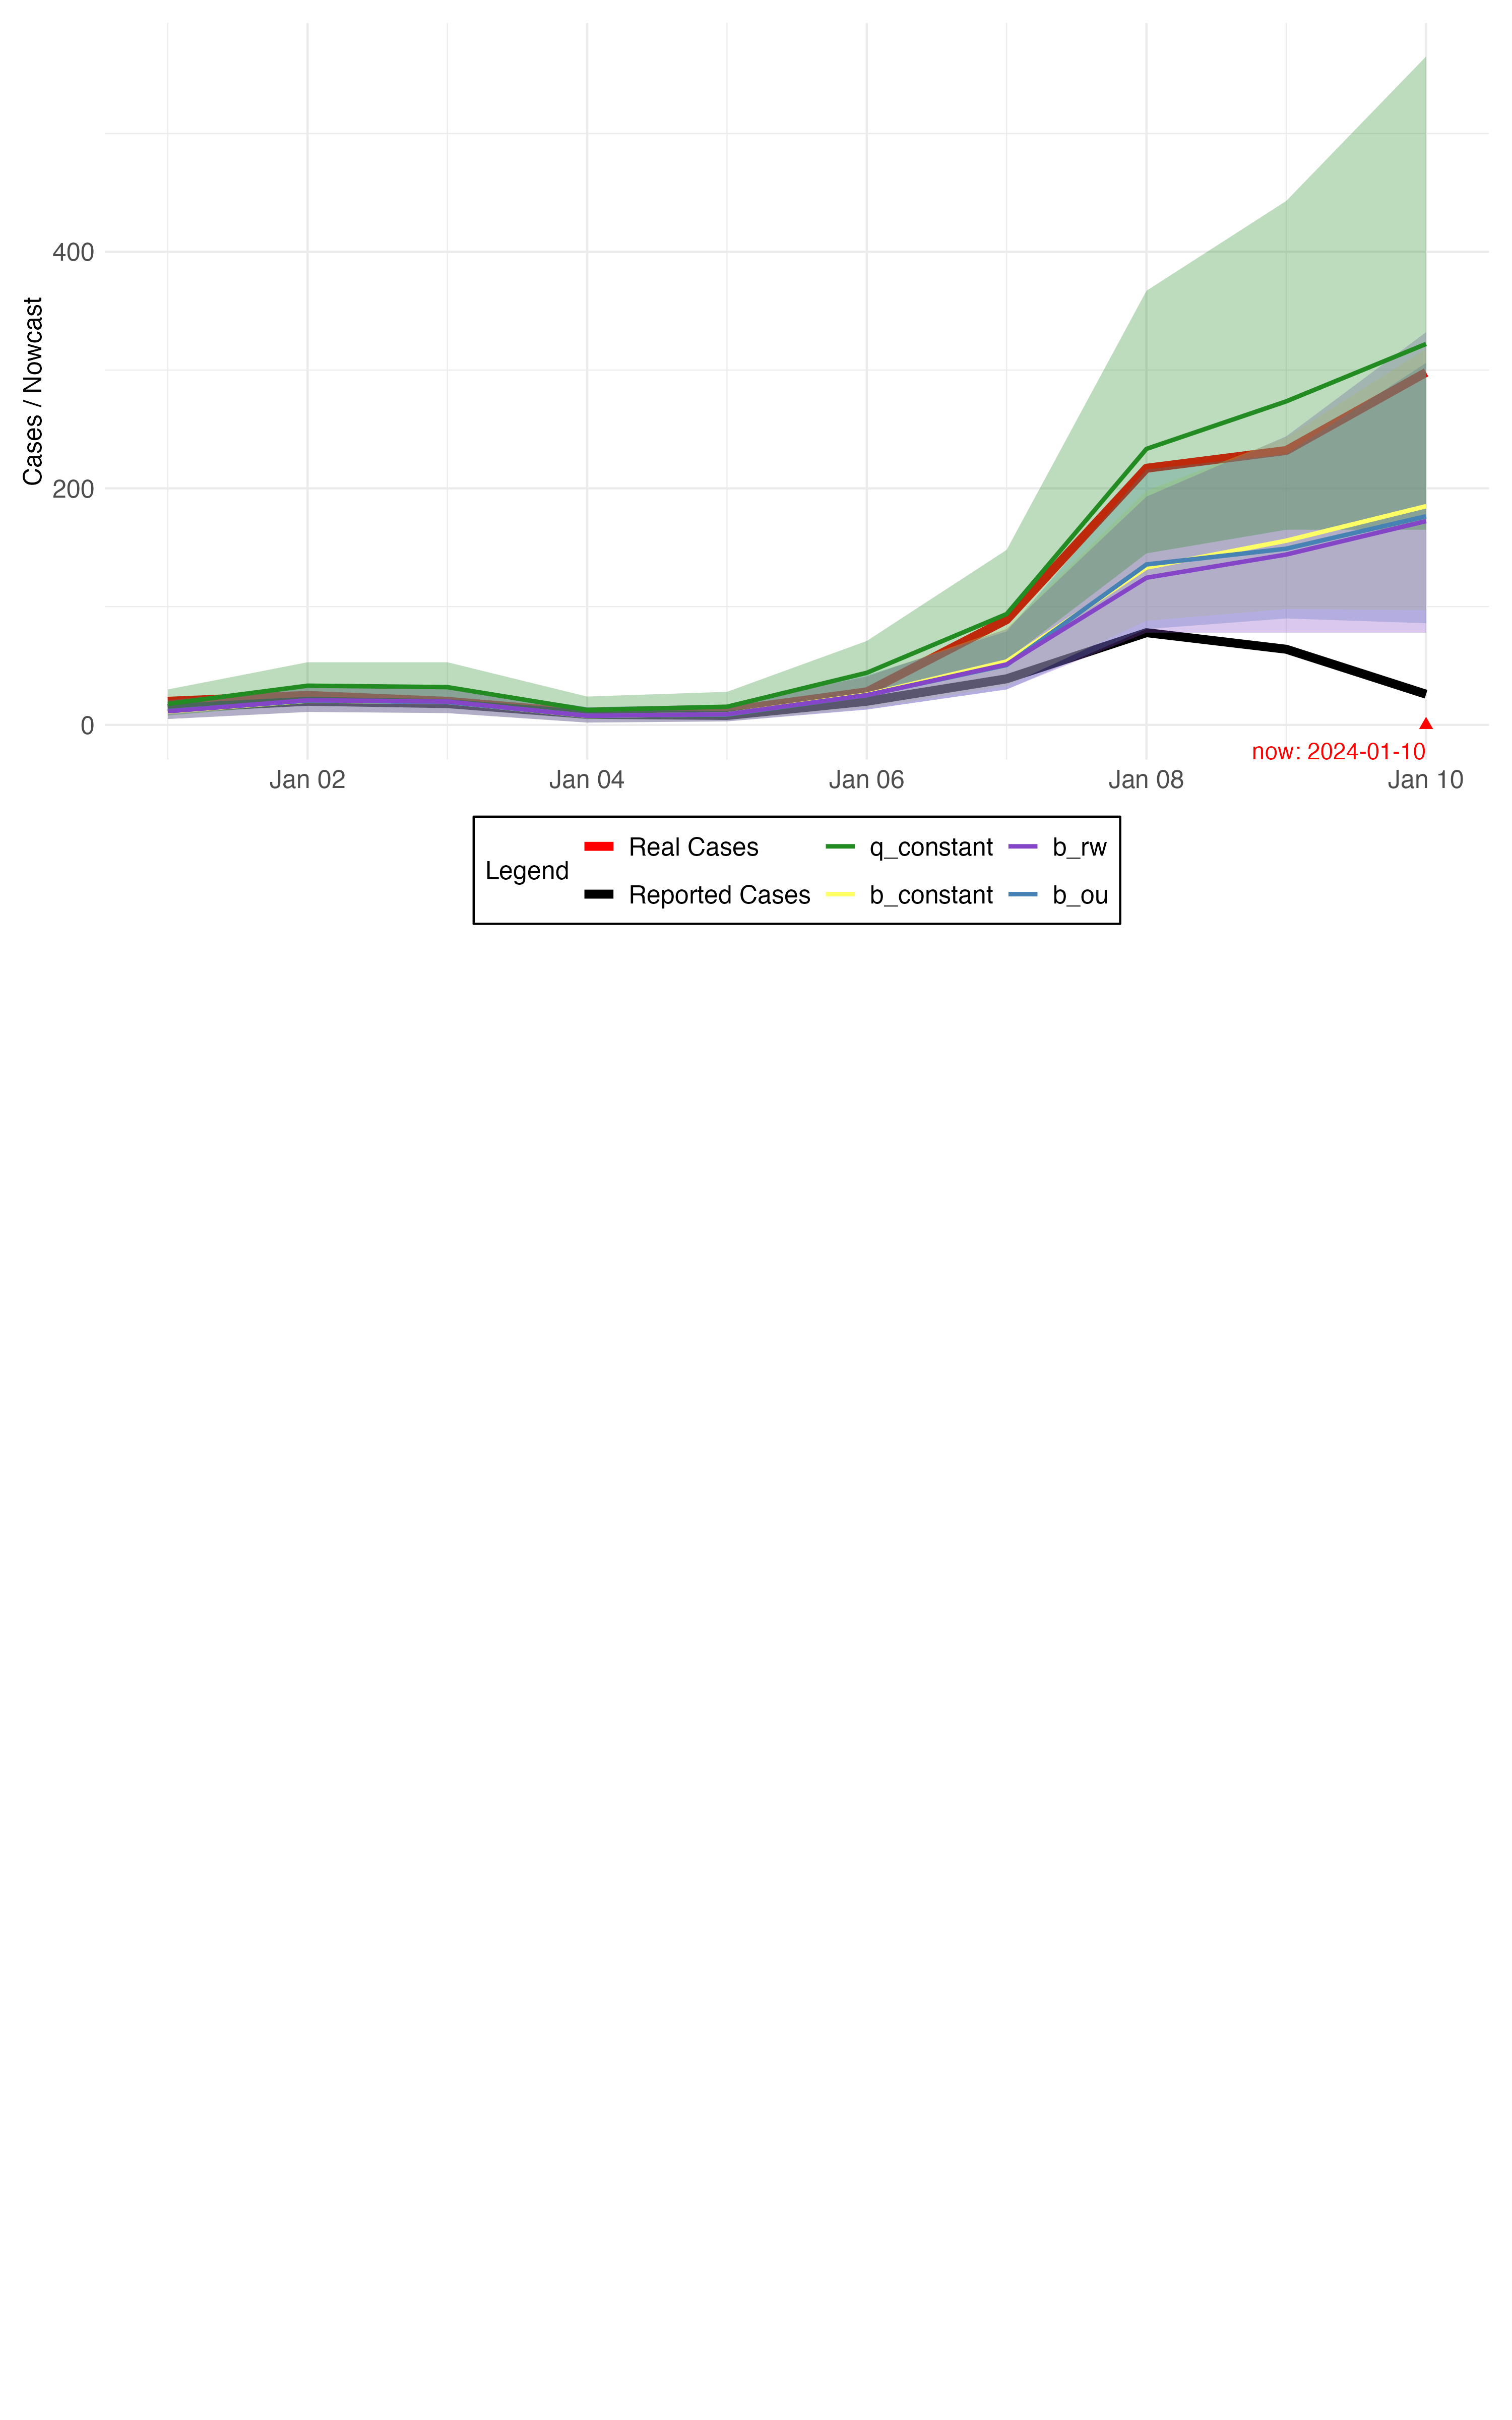 Cases / Nowcast
400
200
0
now: 2024-01-10
Jan 02 Jan 04 Jan 06 Jan 08 Jan 10
Legend
Real Cases q_constant b_rw
Reported Cases b_constant b_ou